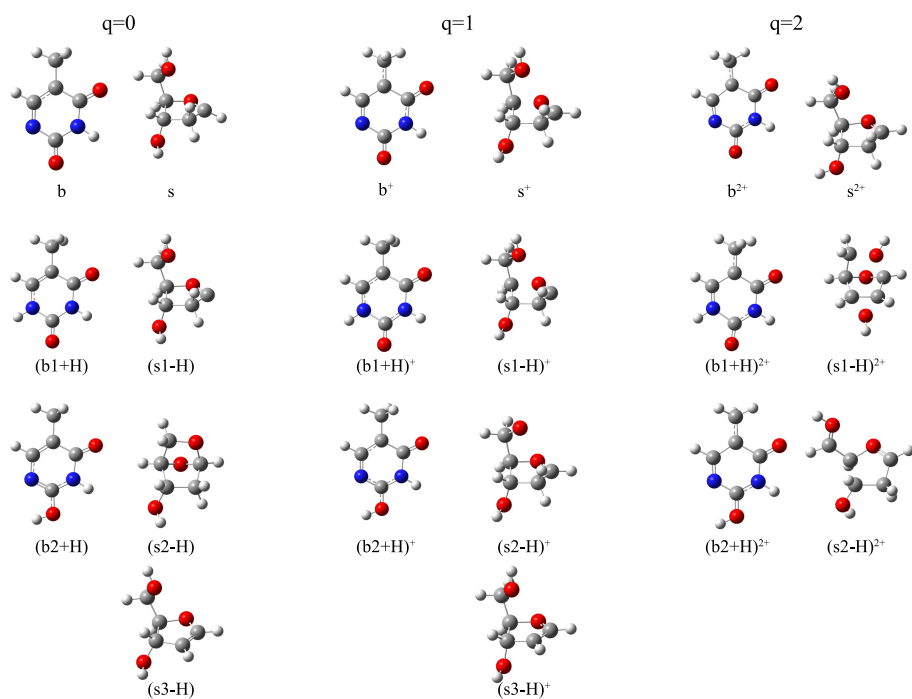 q=0 q=1 q=2
b s b⁺ s⁺ b²⁺ s²⁺
(b1+H) (s1-H) (b1+H)⁺ (s1-H)⁺ (b1+H)²⁺ (s1-H)²⁺
(b2+H) (s2-H) (b2+H)⁺ (s2-H)⁺ (b2+H)²⁺ (s2-H)²⁺
(s3-H) (s3-H)⁺